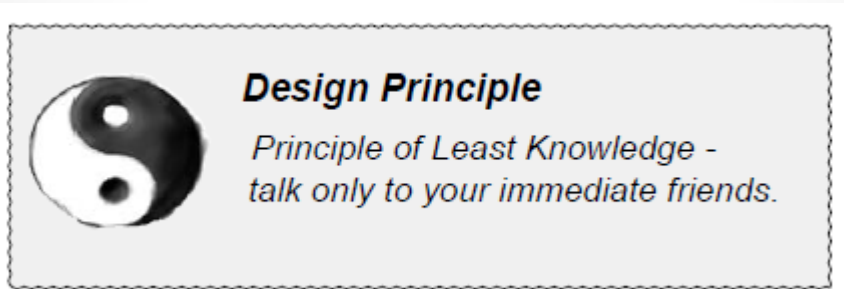 Design Principle
Principle of Least Knowledge -
talk only to your immediate friends.